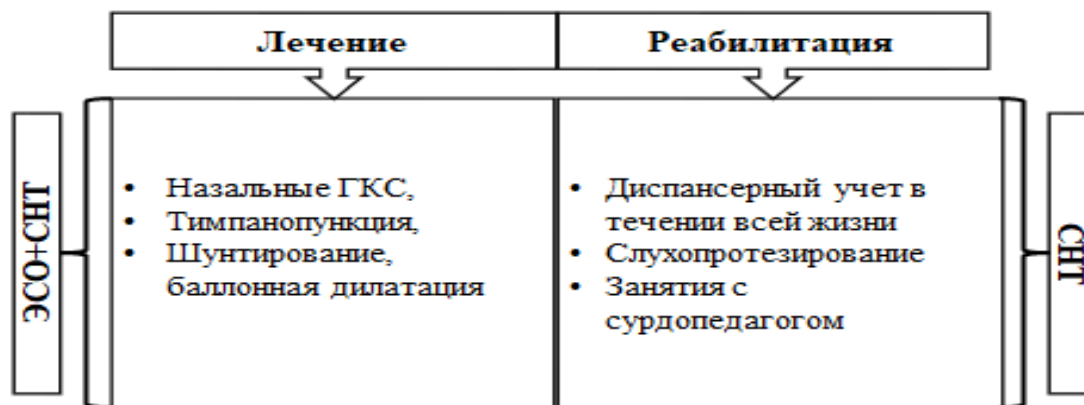 Лечение
Реабилитация
ЭСО+СНТ
• Назальные ГКС,
• Тимпанопункция,
• Шунтирование,
баллонная дилатация
• Диспансерный учет в
течении всей жизни
• Слухопротезирование
• Занятия с
сурдопедагогом
СНТ